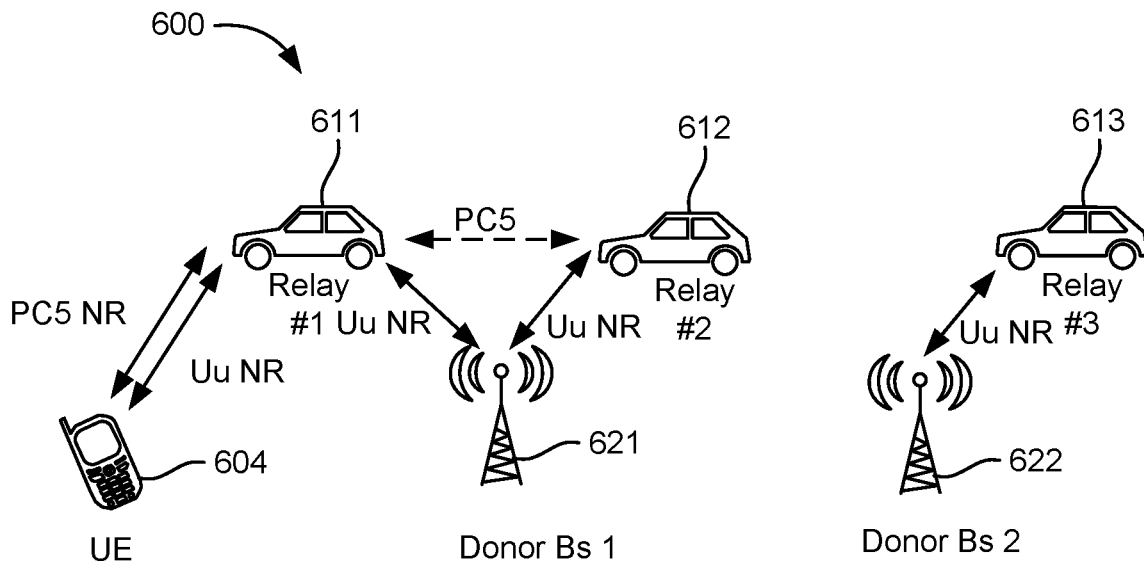 600
611
612
613
PC5
Relay
#1
Relay
#2
Relay
#3
PC5 NR
Uu NR
Uu NR
Uu NR
Uu NR
604
621
622
UE
Donor Bs 1
Donor Bs 2